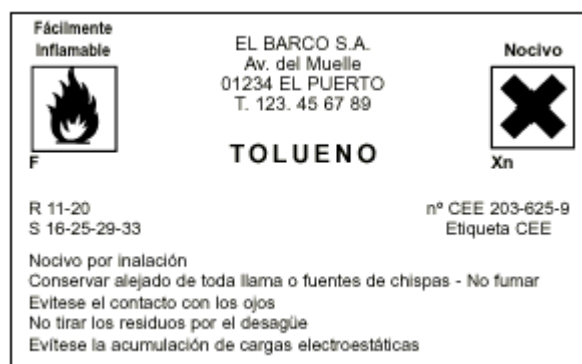 Fácilmente
Inflamable
F
EL BARCO S.A.
Av. del Muelle
01234 EL PUERTO
T. 123. 45 67 89
TOLUENO
Nocivo
Xn
R 11-20
S 16-25-29-33
nº CEE 203-625-9
Etiqueta CEE
Nocivo por inalación
Conservar alejado de toda llama o fuentes de chispas - No fumar
Evitese el contacto con los ojos
No tirar los residuos por el desagüe
Evítese la acumulación de cargas electroestáticas